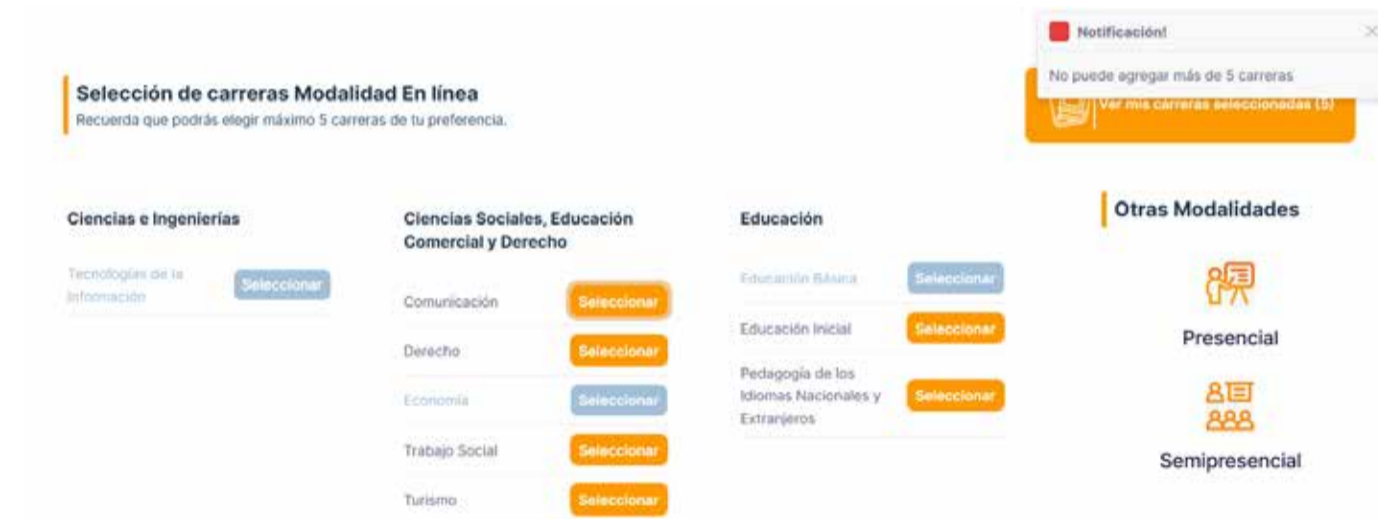 Notificación!
No puede agregar más de 5 carreras
Selección de carreras Modalidad En línea
Recuerda que podrás elegir máximo 5 carreras de tu preferencia.
Ver mis carreras seleccionadas (5)
Ciencias e Ingenierías
Tecnologías de la
Información
Seleccionar
Ciencias Sociales, Educación
Comercial y Derecho
Comunicación
Seleccionar
Derecho
Seleccionar
Economía
Seleccionar
Trabajo Social
Seleccionar
Turismo
Seleccionar
Educación
Educación Básica
Seleccionar
Educación Inicial
Seleccionar
Pedagogía de los
Idiomas Nacionales y
Extranjeros
Seleccionar
Otras Modalidades
Presencial
Semipresencial